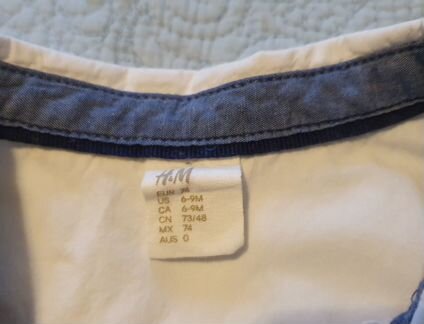 H&M
EUR 74
US 6-9M
CA 6-9M
CN 73/48
MX 74
AUS 0